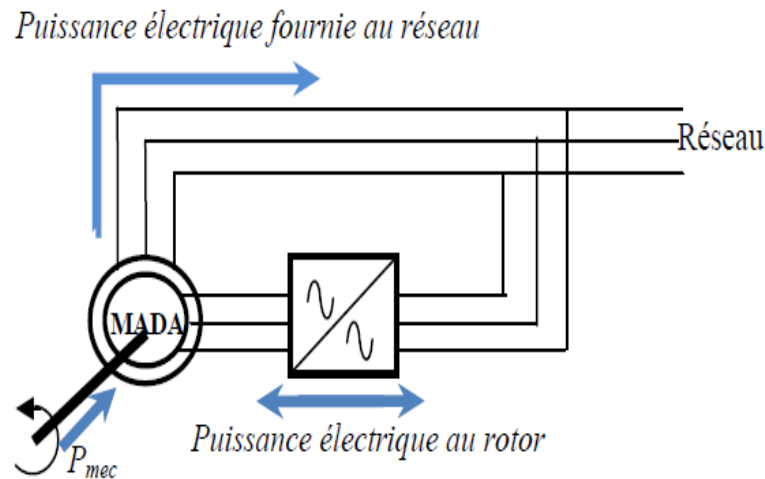 Puissance électrique fournie au réseau
Réseau
MADA
Puissance électrique au rotor
Pmec